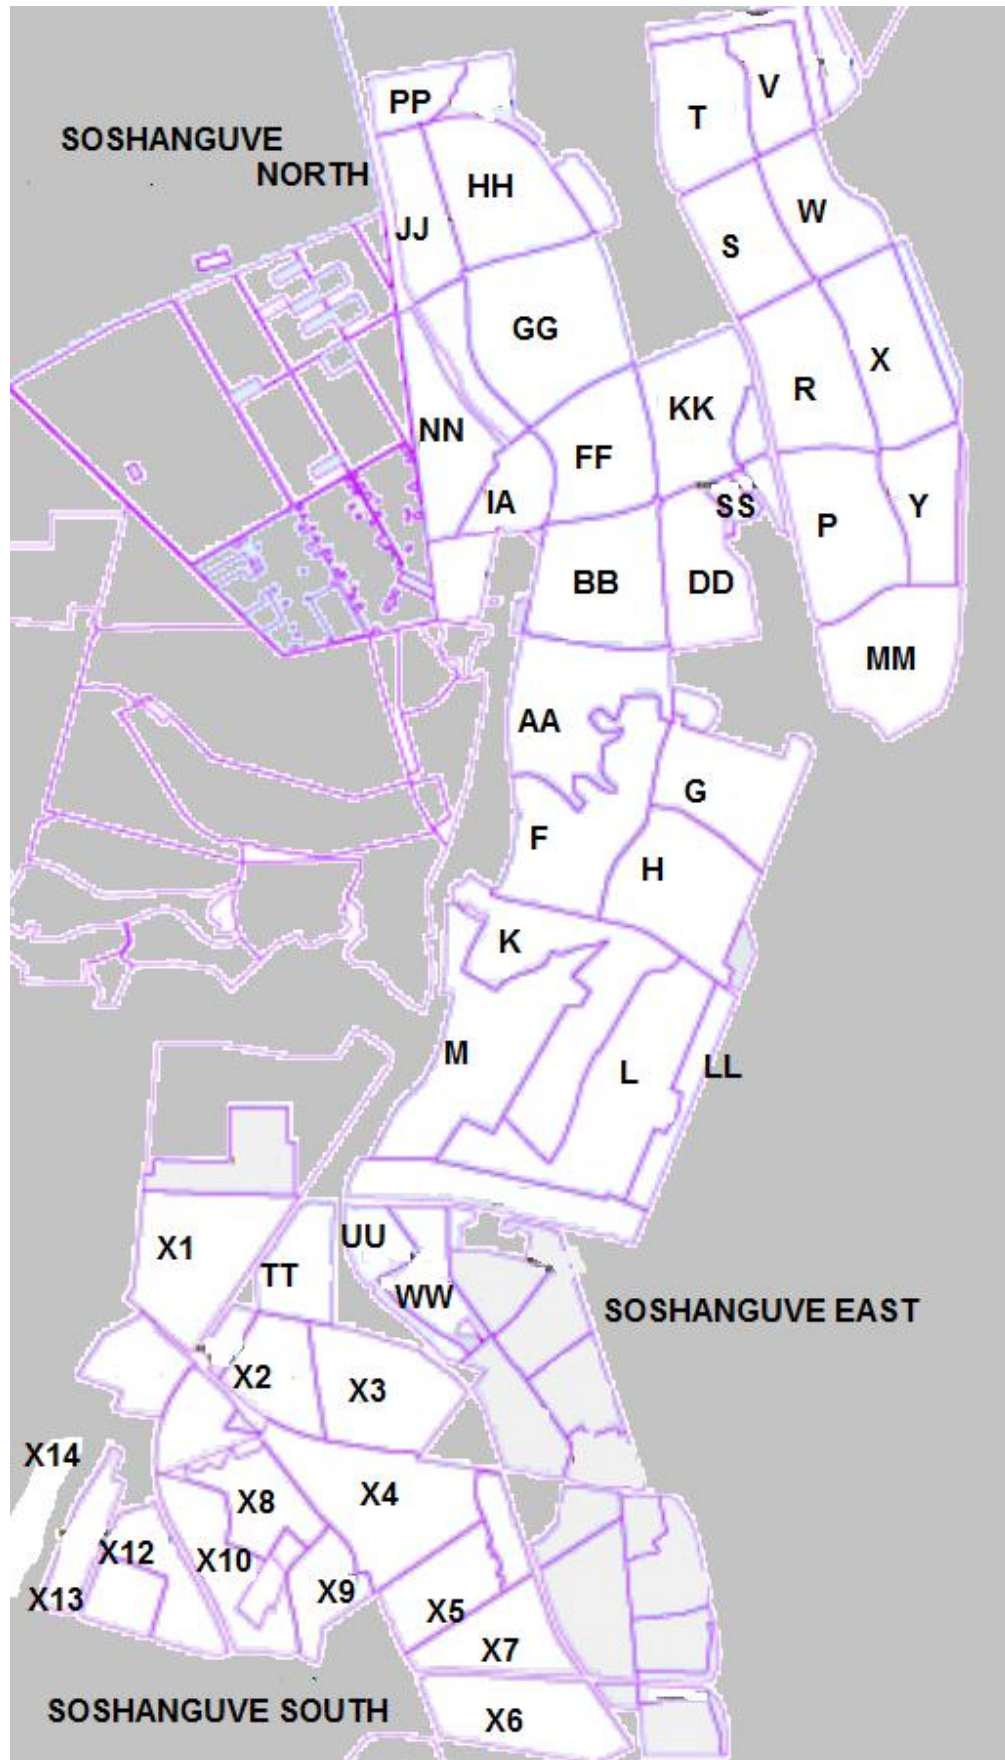 V
PP
T
SOSHANGUVE
NORTH
HH
W
JJ
S
GG
X
R
KK
NN
FF
IA
SS
Y
P
BB
DD
MM
AA
G
F
H
K
M
L
LL
UU
X1
TT
WW
SOSHANGUVE EAST
X2
X3
X14
X4
X8
X12
X10
X9
X13
X5
X7
SOSHANGUVE SOUTH
X6